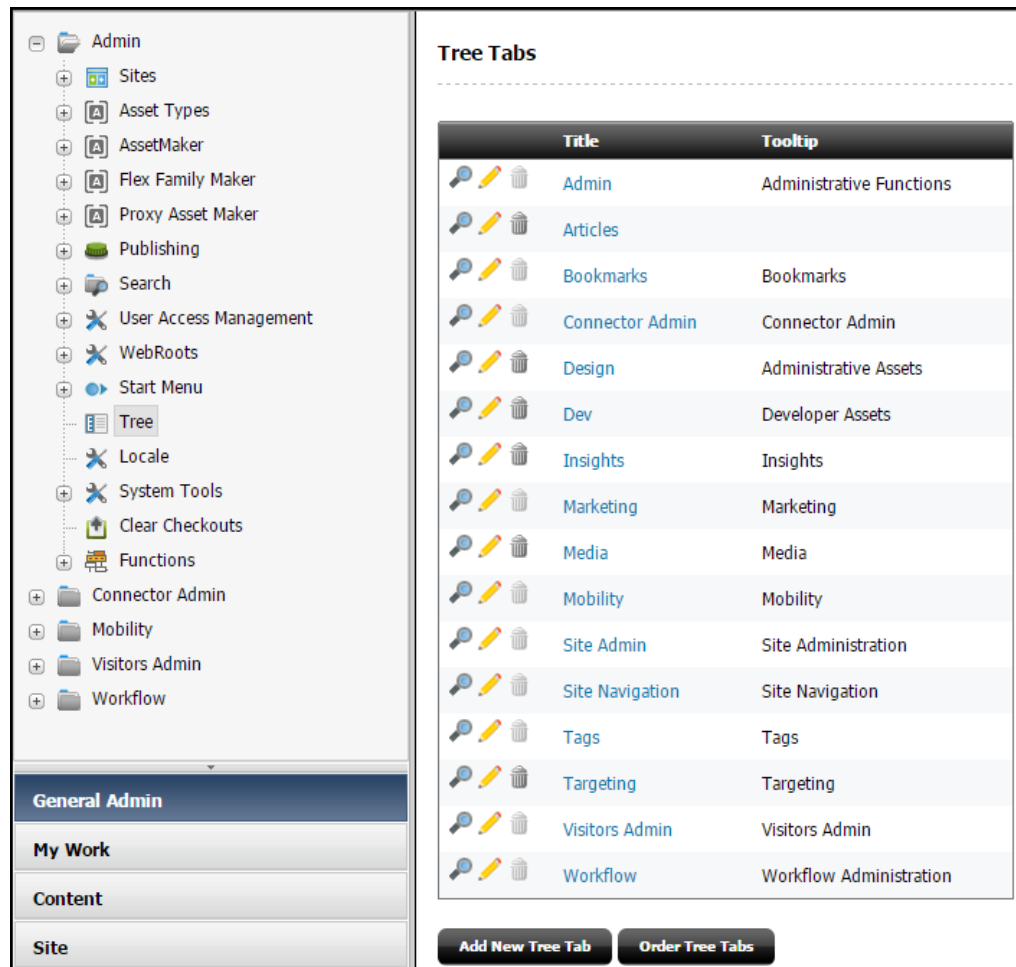 Admin
Sites
Asset Types
AssetMaker
Flex Family Maker
Proxy Asset Maker
Publishing
Search
User Access Management
WebRoots
Start Menu
Tree
Locale
System Tools
Clear Checkouts
Functions
Connector Admin
Mobility
Visitors Admin
Workflow
General Admin
My Work
Content
Site
Tree Tabs
Title Tooltip
Admin Administrative Functions
Articles
Bookmarks Bookmarks
Connector Admin Connector Admin
Design Administrative Assets
Dev Developer Assets
Insights Insights
Marketing Marketing
Media Media
Mobility Mobility
Site Admin Site Administration
Site Navigation Site Navigation
Tags Tags
Targeting Targeting
Visitors Admin Visitors Admin
Workflow Workflow Administration
Add New Tree Tab Order Tree Tabs